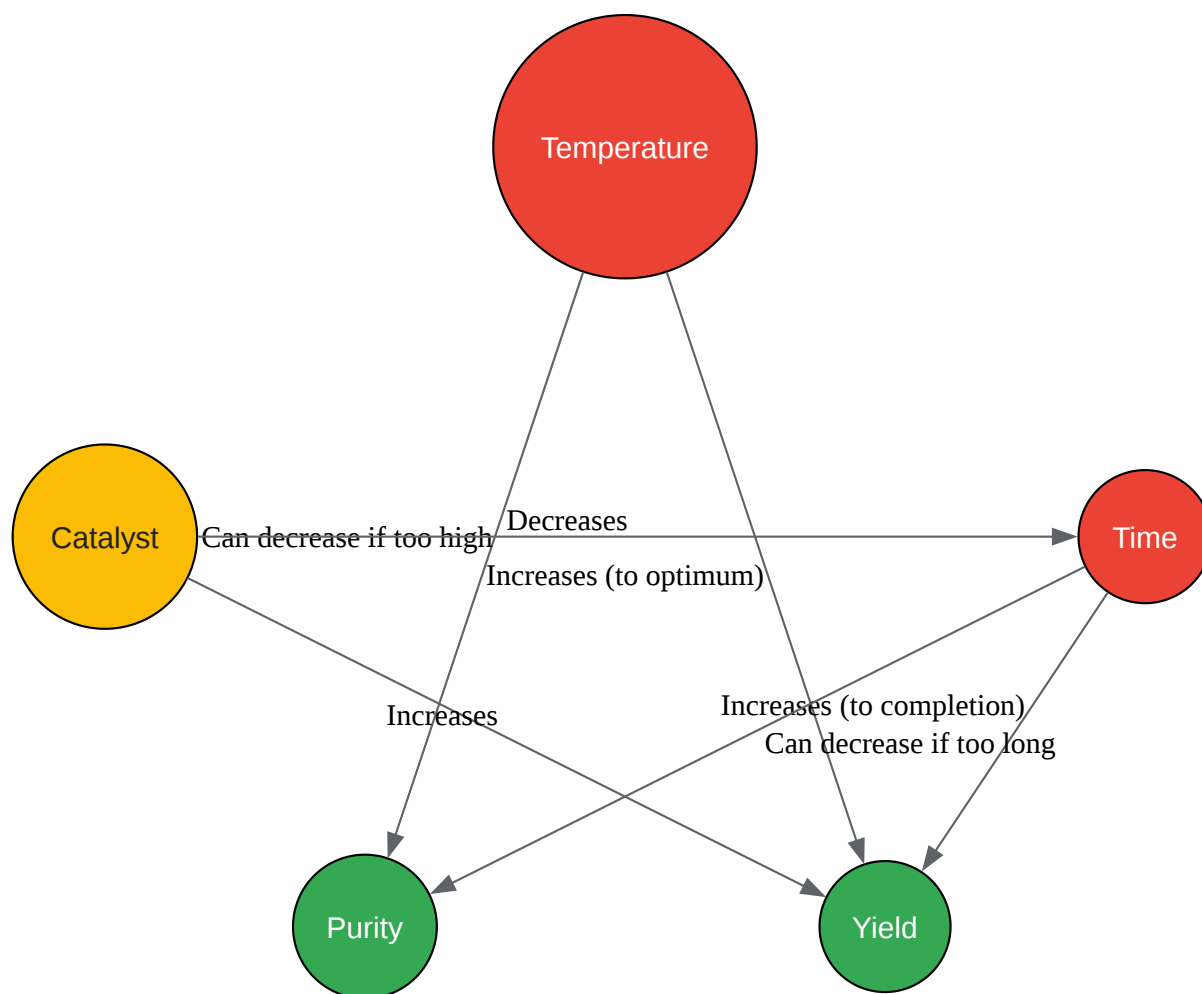 Temperature
Decreases
Catalyst
Can decrease if too high
Time
Increases (to optimum)
Increases (to completion)
Increases
Can decrease if too long
Purity
Yield